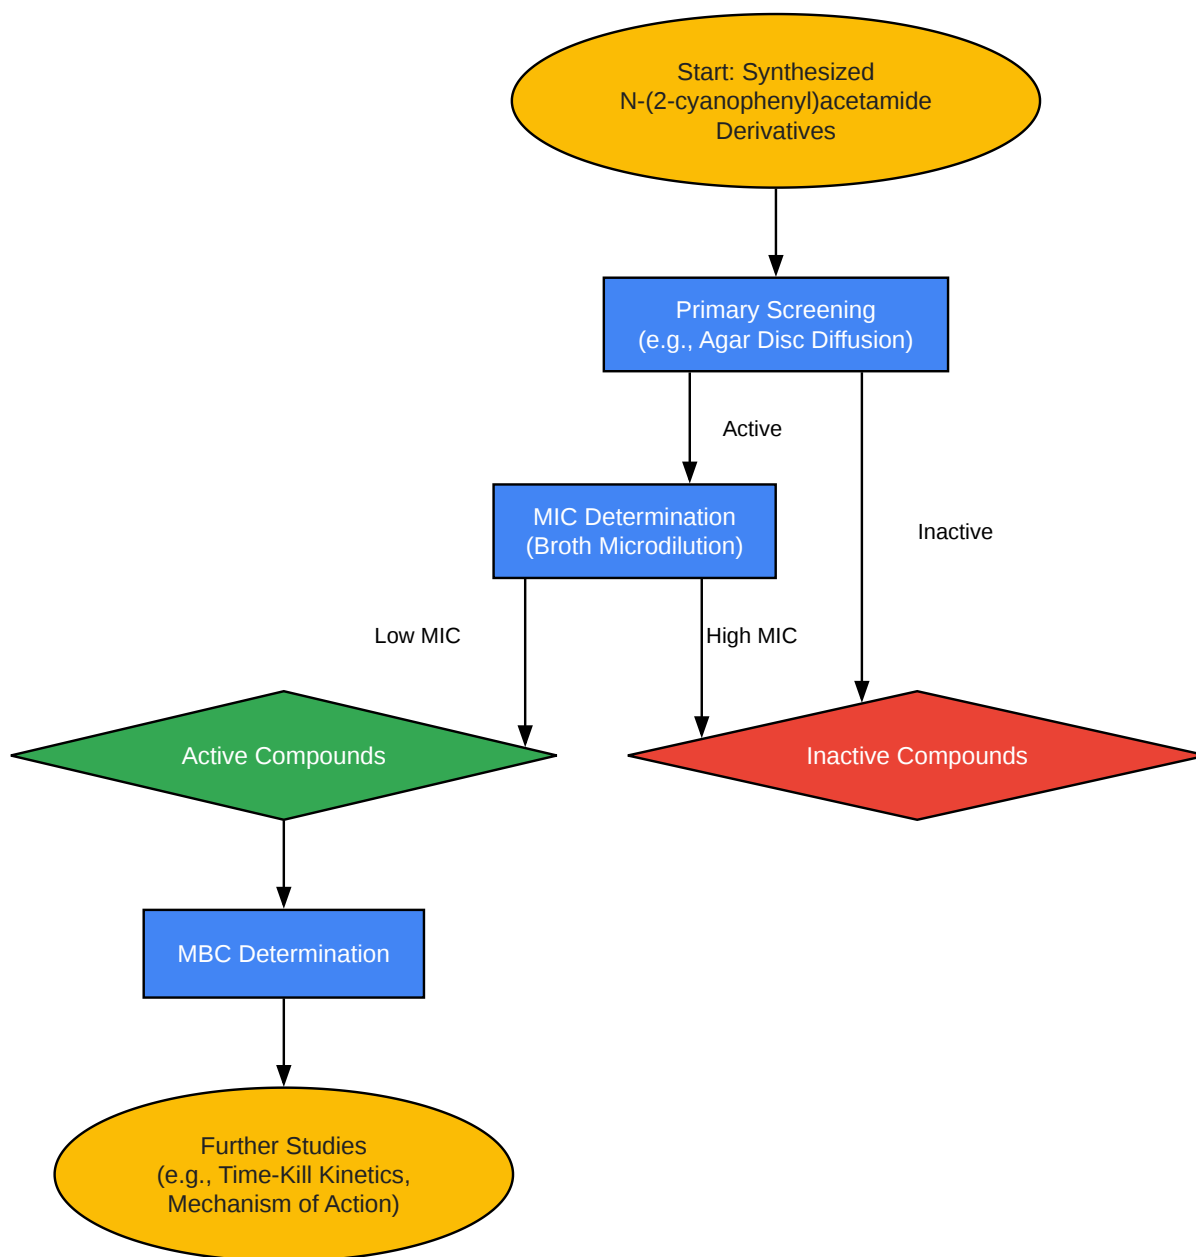 Start: Synthesized
N-(2-cyanophenyl)acetamide
Derivatives
Primary Screening
(e.g., Agar Disc Diffusion)
Active
MIC Determination
(Broth Microdilution)
Inactive
Low MIC
High MIC
Active Compounds
Inactive Compounds
MBC Determination
Further Studies
(e.g., Time-Kill Kinetics,
Mechanism of Action)